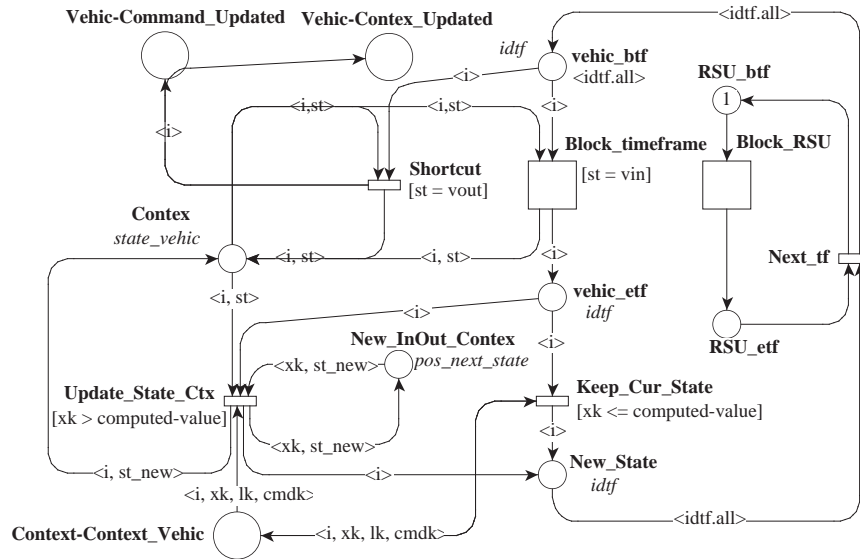 Vehic-Command_Updated
Vehic-Contex_Updated
<idtf.all>
idtf
vehic_btf
<idtf.all>
RSU_btf
1
<i>
<i>
<i,st>
<i,st>
<i>
Block_timeframe
[st = vin]
Block_RSU
Shortcut
[st = vout]
Contex
state_vehic
<i, st>
<i, st>
<i>
Next_tf
<i, st>
vehic_etf
idtf
<i>
New_InOut_Contex
pos_next_state
RSU_etf
<xk, st_new>
<i>
Update_State_Ctx
[xk > computed-value]
Keep_Cur_State
[xk <= computed-value]
<xk, st_new>
<i>
<i, st_new>
<i>
New_State
idtf
<i, xk, lk, cmdk>
Context-Context_Vehic
<i, xk, lk, cmdk>
<idtf.all>